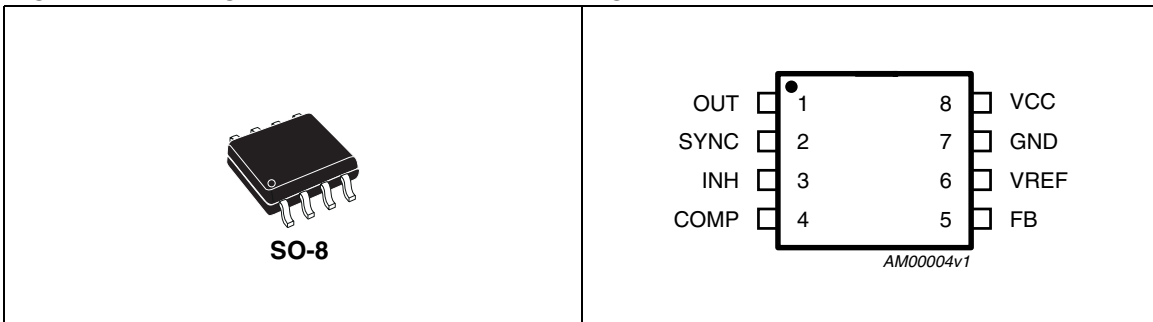 SO-8
OUT 1 8 VCC
SYNC 2 7 GND
INH 3 6 VREF
COMP 4 5 FB
AM00004v1